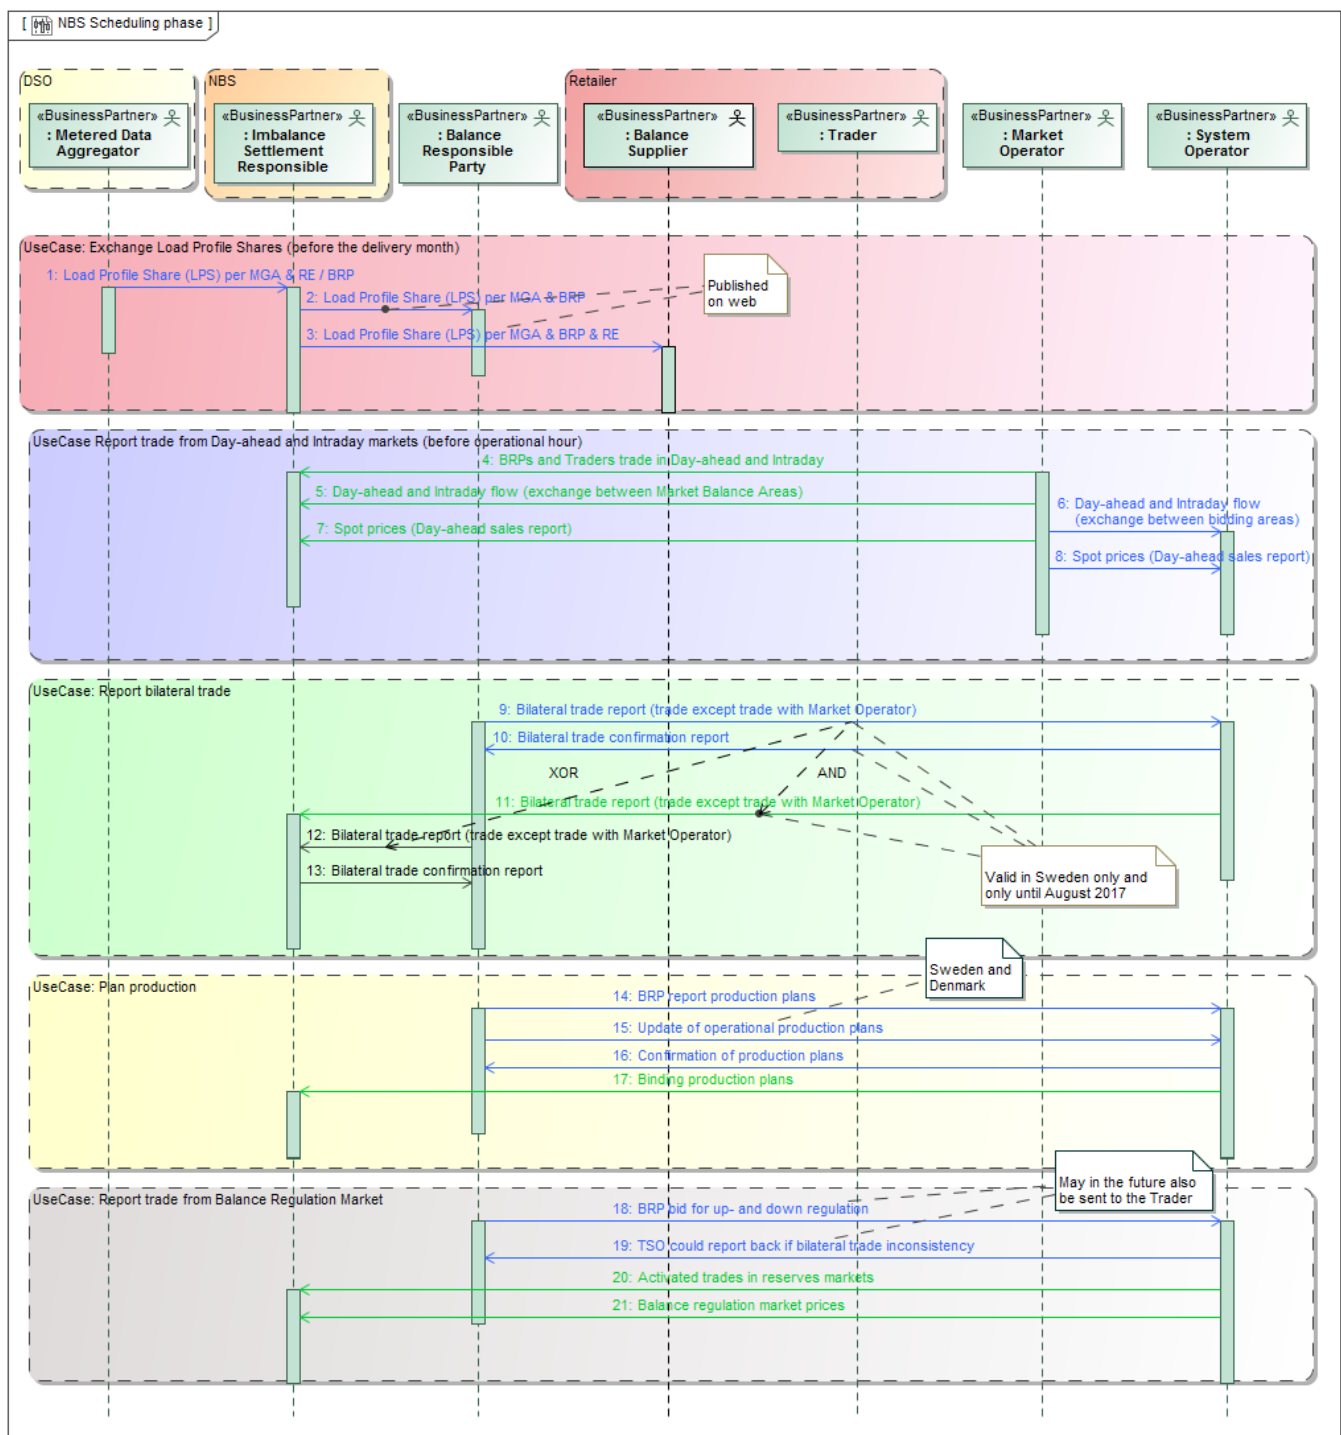 [ NBS Scheduling phase ]
DSO
NBS
Retailer
«BusinessPartner»
: Metered Data
Aggregator
«BusinessPartner»
: Imbalance
Settlement
Responsible
«BusinessPartner»
: Balance
Responsible
Party
«BusinessPartner»
: Balance
Supplier
«BusinessPartner»
: Trader
«BusinessPartner»
: Market
Operator
«BusinessPartner»
: System
Operator
UseCase: Exchange Load Profile Shares (before the delivery month)
1: Load Profile Share (LPS) per MGA & RE / BRP
2: Load Profile Share (LPS) per MGA & BRP
3: Load Profile Share (LPS) per MGA & BRP & RE
Published
on web
UseCase Report trade from Day-ahead and Intraday markets (before operational hour)
4: BRPs and Traders trade in Day-ahead and Intraday
5: Day-ahead and Intraday flow (exchange between Market Balance Areas)
6: Day-ahead and Intraday flow
(exchange between bidding areas)
7: Spot prices (Day-ahead sales report)
8: Spot prices (Day-ahead sales report)
UseCase: Report bilateral trade
9: Bilateral trade report (trade except trade with Market Operator)
10: Bilateral trade confirmation report
XOR
AND
11: Bilateral trade report (trade except trade with Market Operator)
12: Bilateral trade report (trade except trade with Market Operator)
13: Bilateral trade confirmation report
Valid in Sweden only and
only until August 2017
UseCase: Plan production
Sweden and
Denmark
14: BRP report production plans
15: Update of operational production plans
16: Confirmation of production plans
17: Binding production plans
UseCase: Report trade from Balance Regulation Market
May in the future also
be sent to the Trader
18: BRP bid for up- and down regulation
19: TSO could report back if bilateral trade inconsistency
20: Activated trades in reserves markets
21: Balance regulation market prices